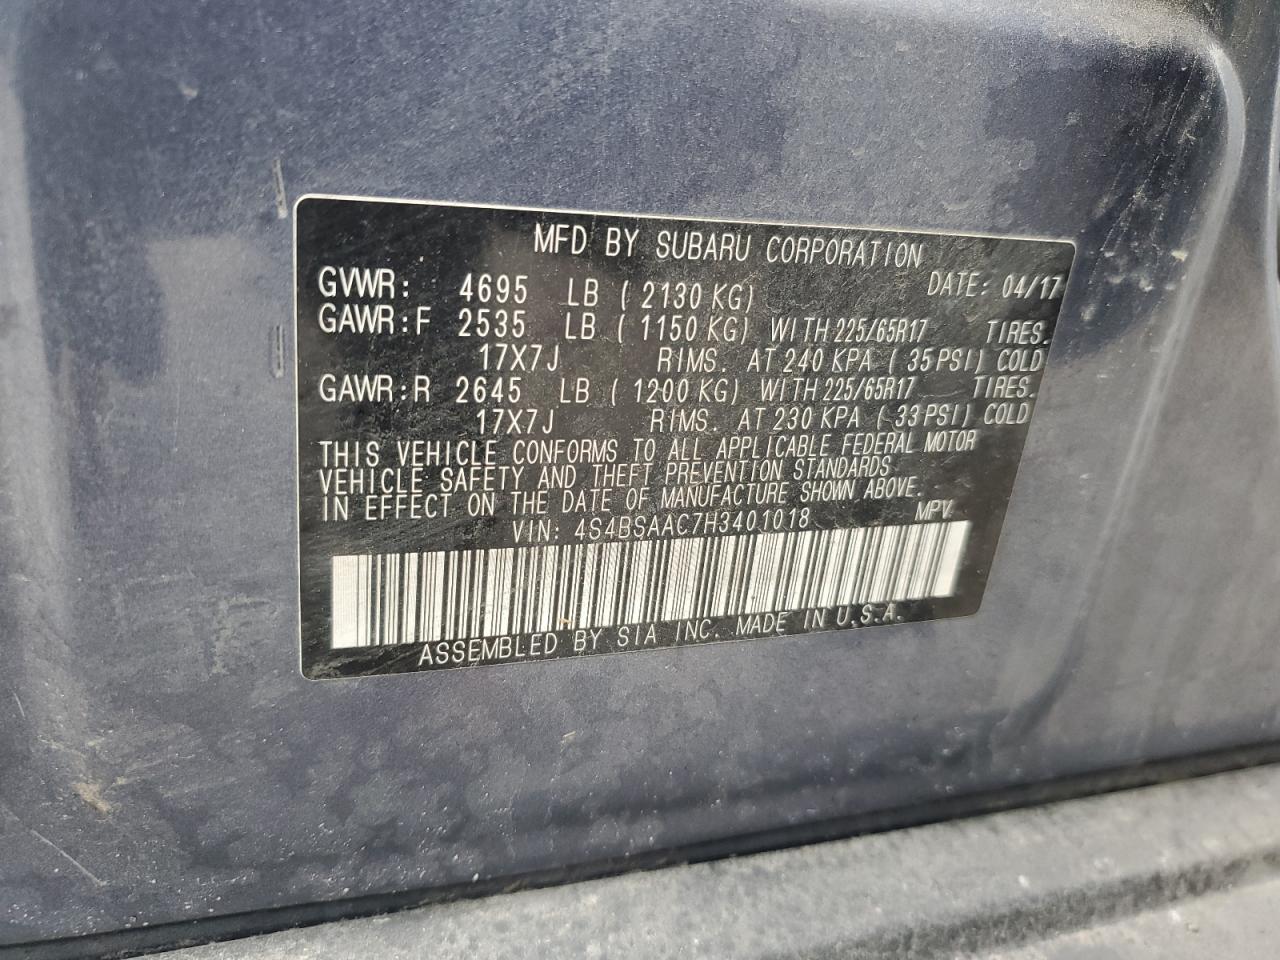 MFD BY SUBARU CORPORATION
DATE: 04/17
GVWR: 4695 LB ( 2130 KG)
GAWR:F 2535 LB ( 1150 KG) WITH 225/65R17 TIRES.
17X7J RIMS. AT 240 KPA ( 35 PSI) COLD
GAWR:R 2645 LB ( 1200 KG) WITH 225/65R17 TIRES.
17X7J RIMS. AT 230 KPA ( 33 PSI) COLD
THIS VEHICLE CONFORMS TO ALL APPLICABLE FEDERAL MOTOR
VEHICLE SAFETY AND THEFT PREVENTION STANDARDS
IN EFFECT ON THE DATE OF MANUFACTURE SHOWN ABOVE.
VIN: 4S4BSAAC7H3401018 MPV
ASSEMBLED BY SIA INC. MADE IN U.S.A.